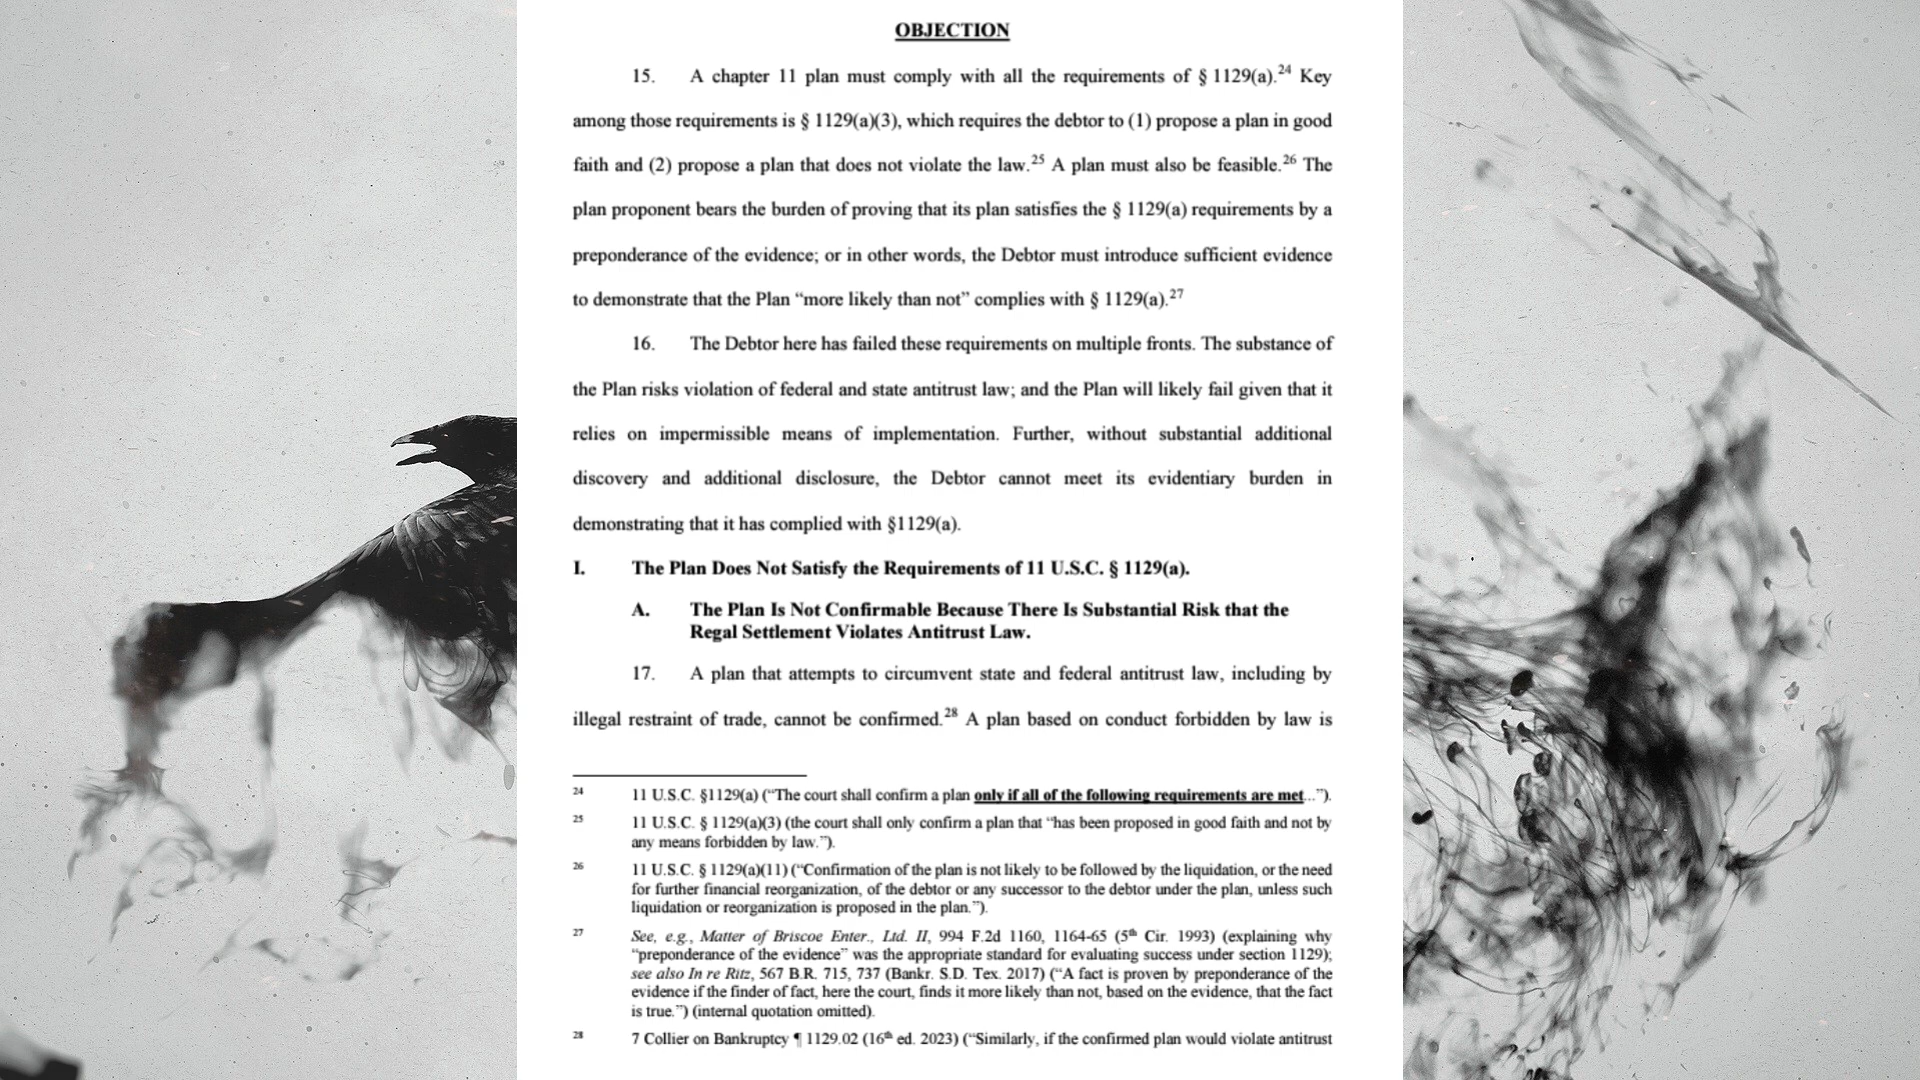 OBJECTION
15. A chapter 11 plan must comply with all the requirements of § 1129(a).24 Key
among those requirements is § 1129(a)(3), which requires the debtor to (1) propose a plan in good
faith and (2) propose a plan that does not violate the law.25 A plan must also be feasible.26 The
plan proponent bears the burden of proving that its plan satisfies the § 1129(a) requirements by a
preponderance of the evidence; or in other words, the Debtor must introduce sufficient evidence
to demonstrate that the Plan “more likely than not” complies with § 1129(a).27
16. The Debtor here has failed these requirements on multiple fronts. The substance of
the Plan risks violation of federal and state antitrust law; and the Plan will likely fail given that it
relies on impermissible means of implementation. Further, without substantial additional
discovery and additional disclosure, the Debtor cannot meet its evidentiary burden in
demonstrating that it has complied with §1129(a).
I. The Plan Does Not Satisfy the Requirements of 11 U.S.C. § 1129(a).
A. The Plan Is Not Confirmable Because There Is Substantial Risk that the
Regal Settlement Violates Antitrust Law.
17. A plan that attempts to circumvent state and federal antitrust law, including by
illegal restraint of trade, cannot be confirmed.28 A plan based on conduct forbidden by law is
24 11 U.S.C. §1129(a) (“The court shall confirm a plan only if all of the following requirements are met...”).
25 11 U.S.C. § 1129(a)(3) (the court shall only confirm a plan that “has been proposed in good faith and not by
any means forbidden by law.”).
26 11 U.S.C. § 1129(a)(11) (“Confirmation of the plan is not likely to be followed by the liquidation, or the need
for further financial reorganization, of the debtor or any successor to the debtor under the plan, unless such
liquidation or reorganization is proposed in the plan.”).
27 See, e.g., Matter of Briscoe Enter., Ltd. II, 994 F.2d 1160, 1164-65 (5th Cir. 1993) (explaining why
“preponderance of the evidence” was the appropriate standard for evaluating success under section 1129);
see also In re Ritz, 567 B.R. 715, 737 (Bankr. S.D. Tex. 2017) (“A fact is proven by preponderance of the
evidence if the finder of fact, here the court, finds it more likely than not, based on the evidence, that the fact
is true.”) (internal quotation omitted).
28 7 Collier on Bankruptcy ¶ 1129.02 (16th ed. 2023) (“Similarly, if the confirmed plan would violate antitrust